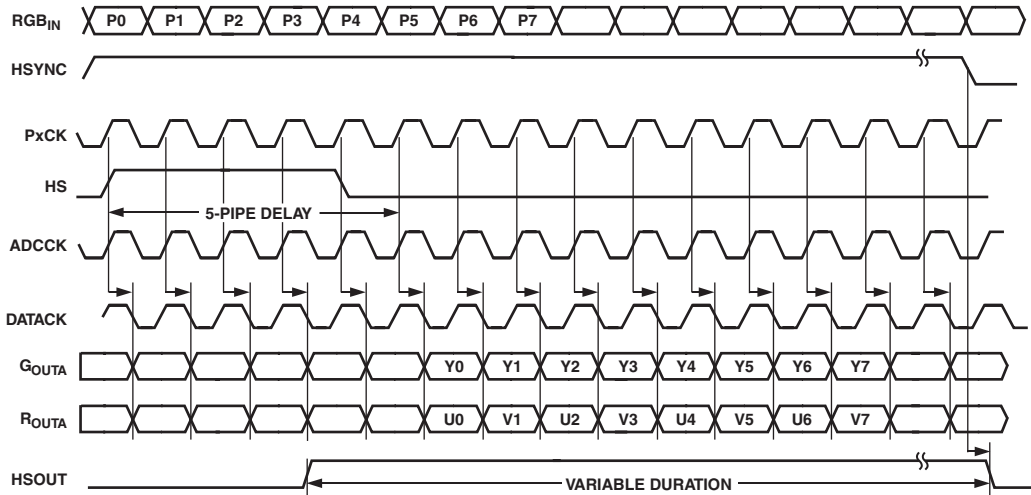 RGBIN P0 P1 P2 P3 P4 P5 P6 P7
HSYNC
PxCK
HS
5-PIPE DELAY
ADCCK
DATACK
GOUTA Y0 Y1 Y2 Y3 Y4 Y5 Y6 Y7
ROUTA U0 V1 U2 V3 U4 V5 U6 V7
HSOUT VARIABLE DURATION